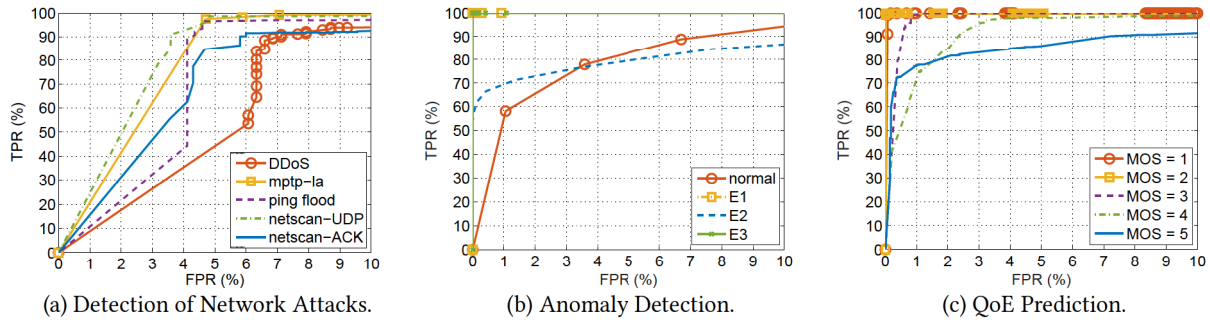 TPR (%)
100
90
80
70
60
50
40
30
20
10
0
0 1 2 3 4 5 6 7 8 9 10
FPR (%)
DDoS
mptp-la
ping flood
netscan-UDP
netscan-ACK
(a) Detection of Network Attacks.
TPR (%)
100
90
80
70
60
50
40
30
20
10
0
0 1 2 3 4 5 6 7 8 9 10
FPR (%)
normal
E1
E2
E3
(b) Anomaly Detection.
TPR (%)
100
90
80
70
60
50
40
30
20
10
0
0 1 2 3 4 5 6 7 8 9 10
FPR (%)
MOS = 1
MOS = 2
MOS = 3
MOS = 4
MOS = 5
(c) QoE Prediction.